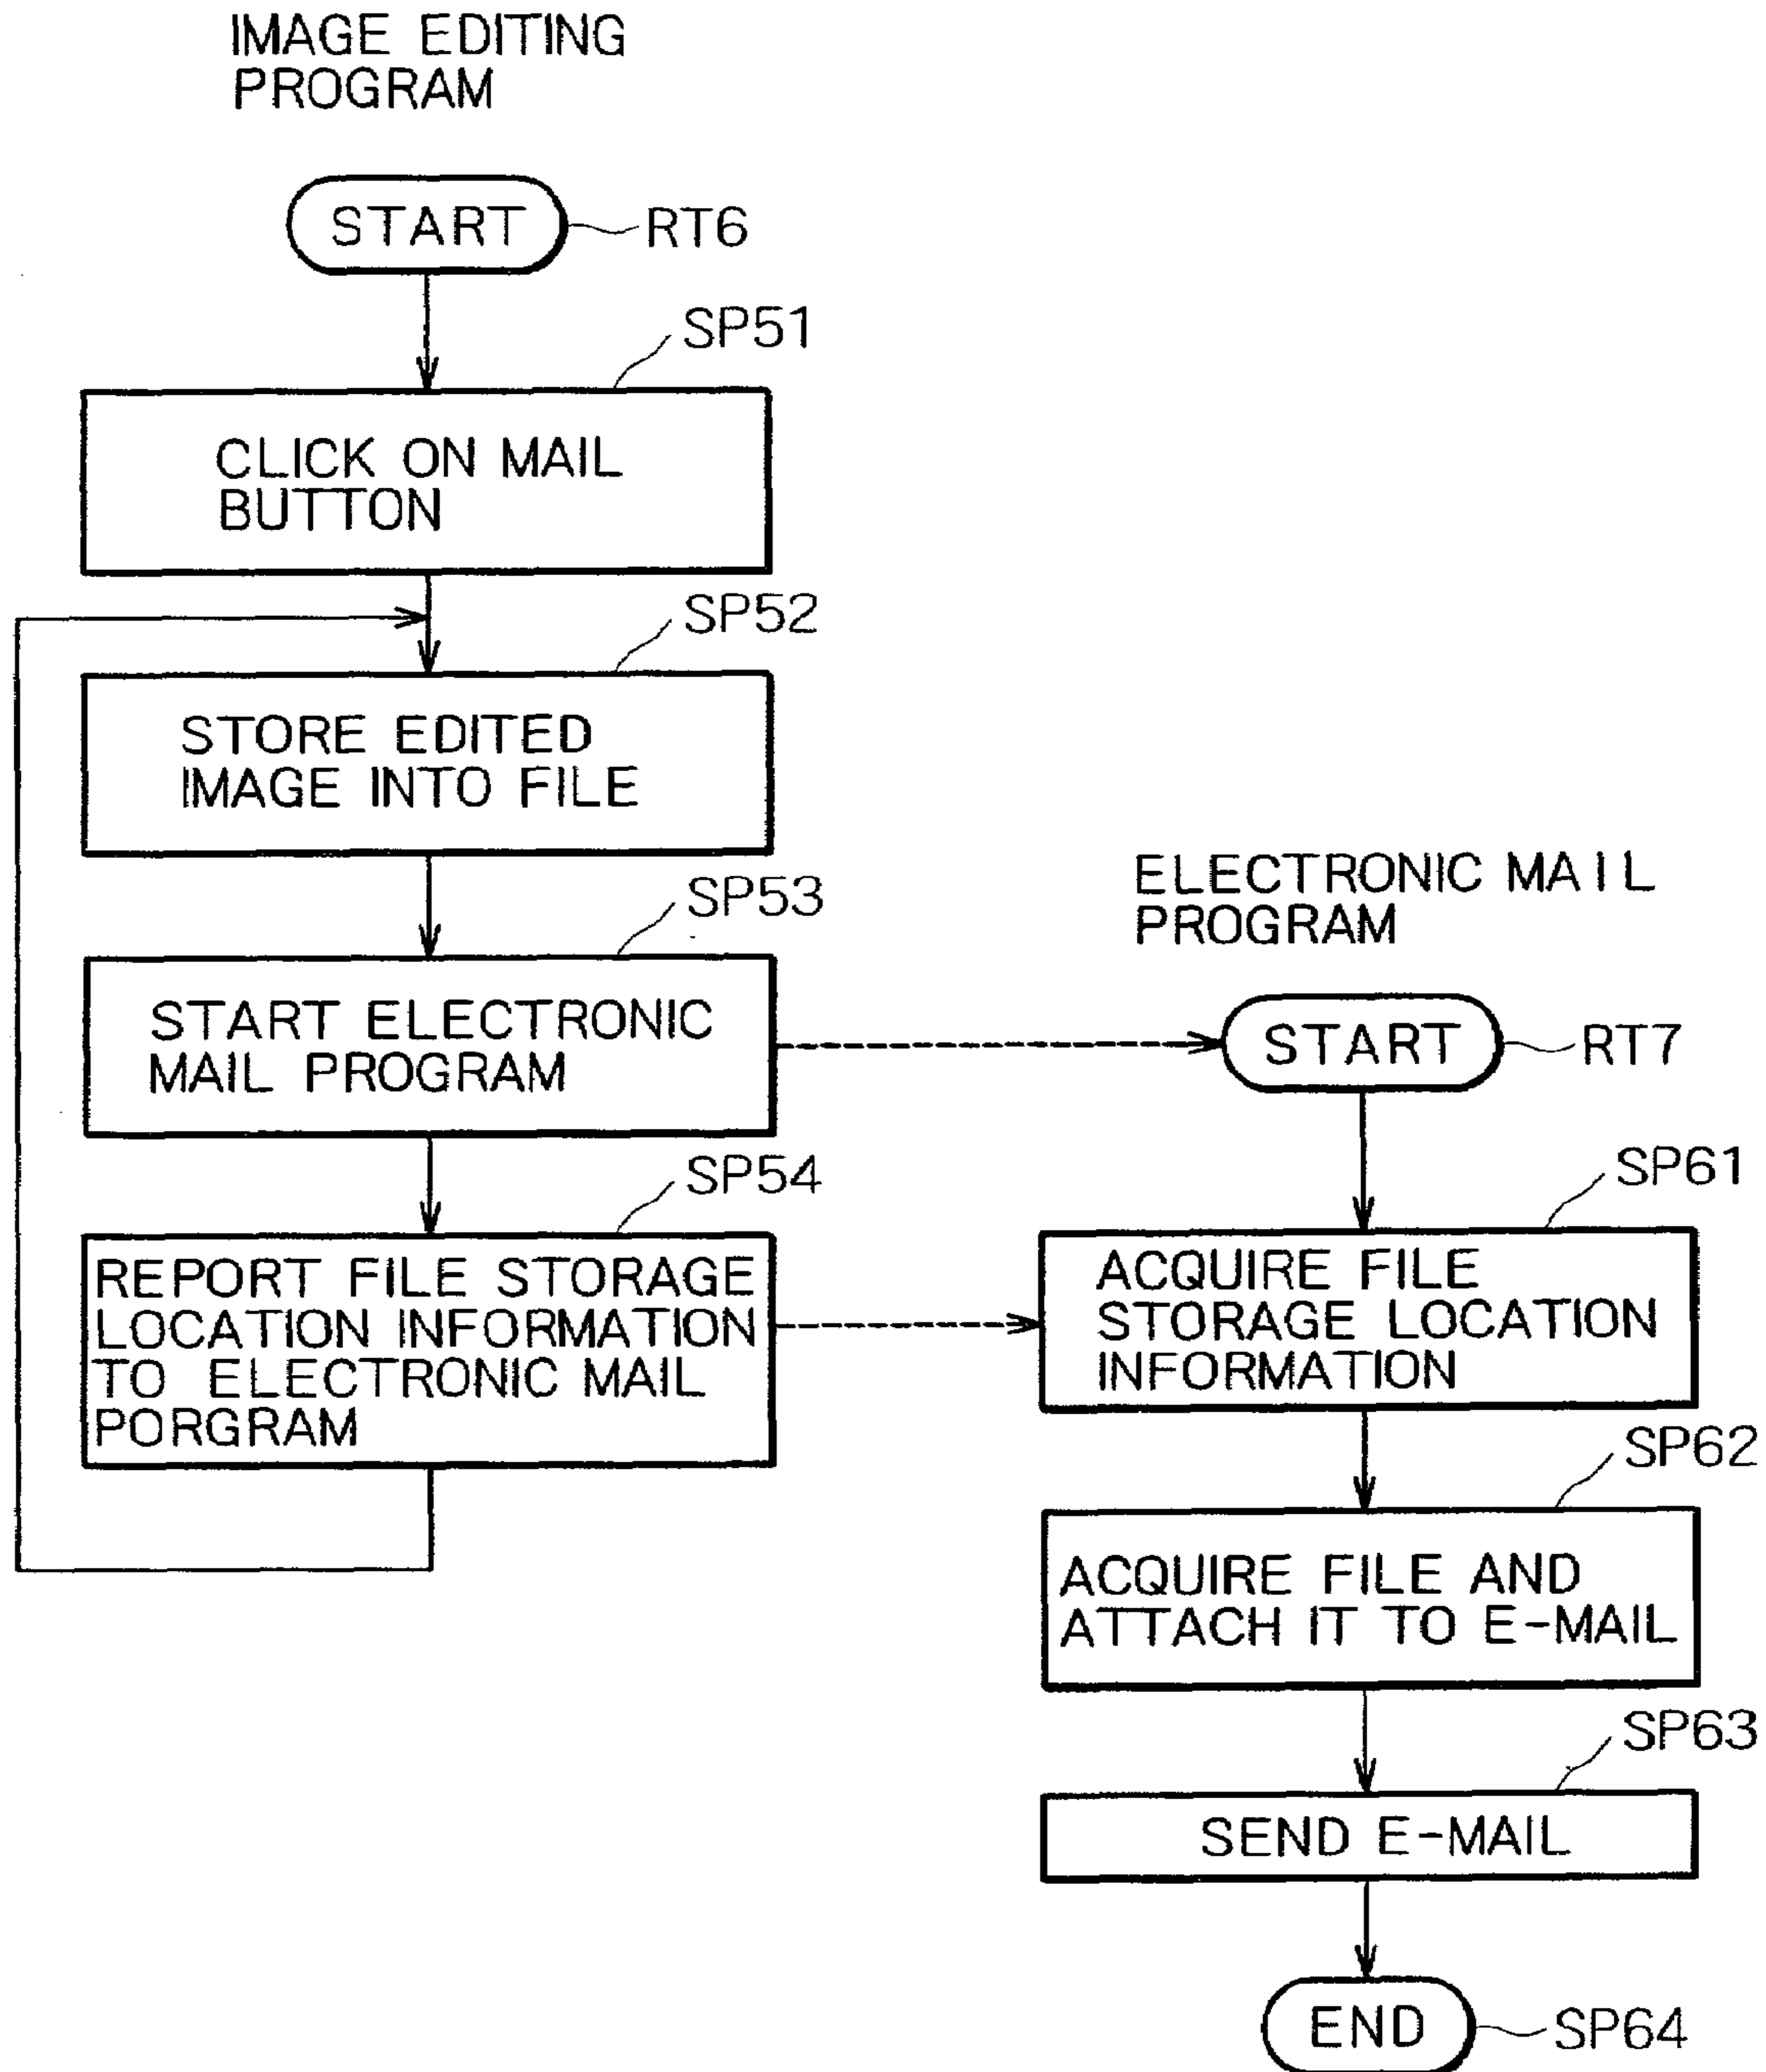 IMAGE EDITING
PROGRAM
START
RT6
SP51
CLICK ON MAIL
BUTTON
SP52
STORE EDITED
IMAGE INTO FILE
SP53
START ELECTRONIC
MAIL PROGRAM
SP54
REPORT FILE STORAGE
LOCATION INFORMATION
TO ELECTRONIC MAIL
PORGRAM
ELECTRONIC MAIL
PROGRAM
START
RT7
SP61
ACQUIRE FILE
STORAGE LOCATION
INFORMATION
SP62
ACQUIRE FILE AND
ATTACH IT TO E-MAIL
SP63
SEND E-MAIL
END
SP64